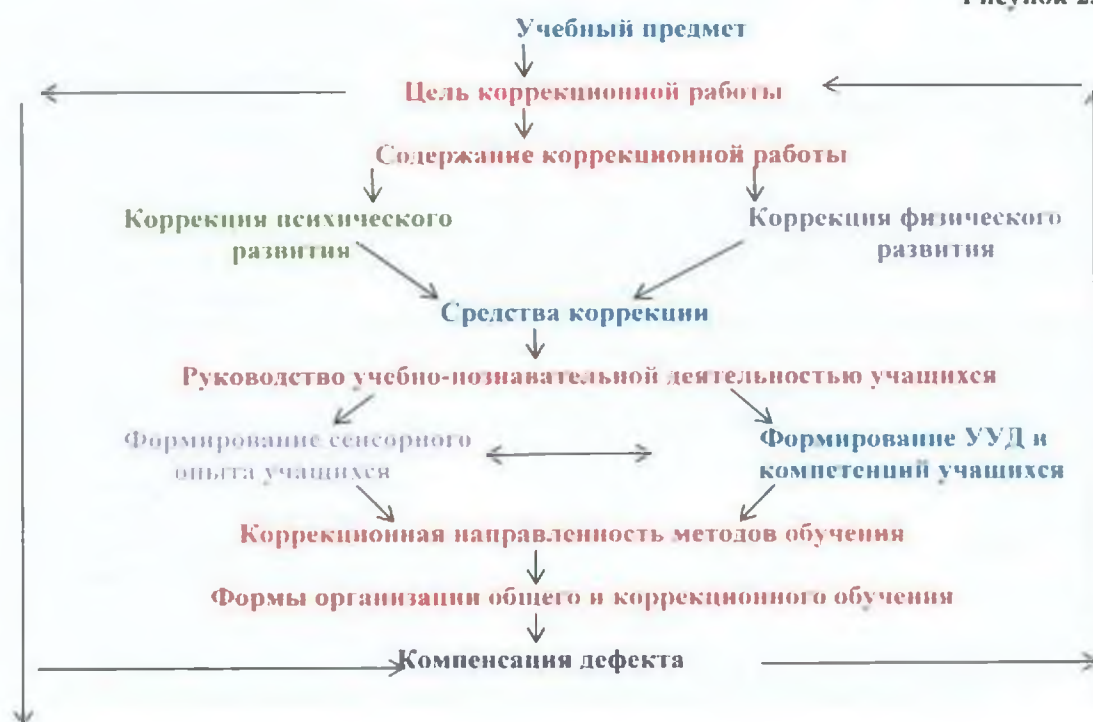 Рисунок 2.
Учебный предмет
Цель коррекционной работы
Содержание коррекционной работы
Коррекция психического
развития
Коррекция физического
развития
Средства коррекции
Руководство учебно-познавательной деятельностью учащихся
Формирование сенсорного
опыта учащихся
Формирование УУД и
компетенций учащихся
Коррекционная направленность методов обучения
Формы организации общего и коррекционного обучения
Компенсация дефекта